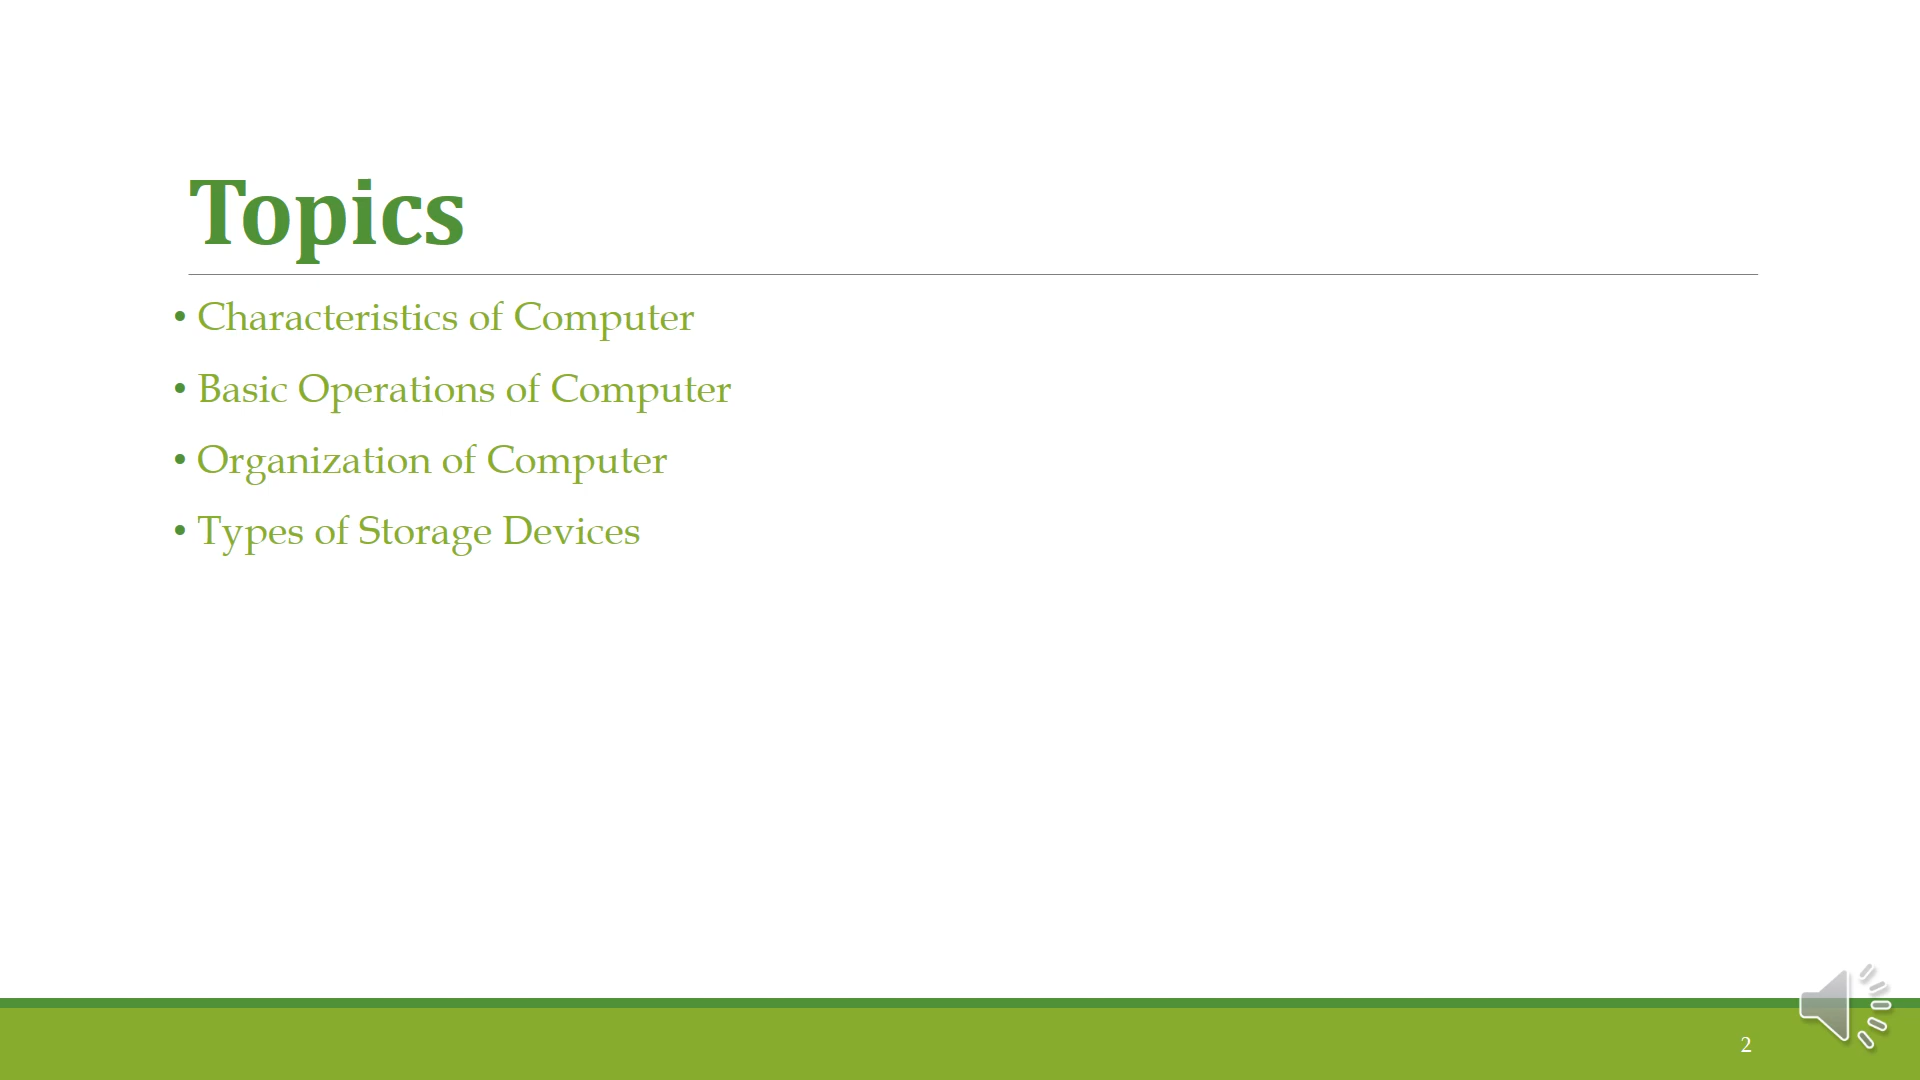 Topics
• Characteristics of Computer
• Basic Operations of Computer
• Organization of Computer
• Types of Storage Devices
2